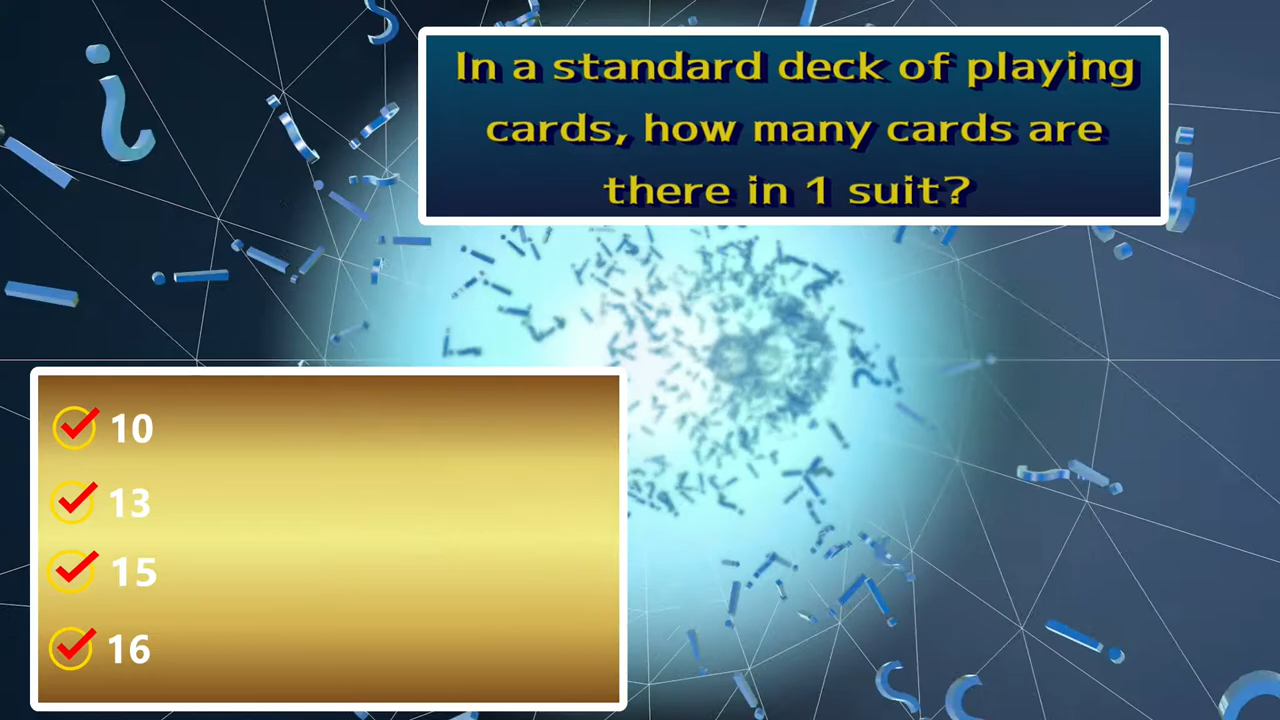 In a standard deck of playing
cards, how many cards are
there in 1 suit?
10
13
15
16